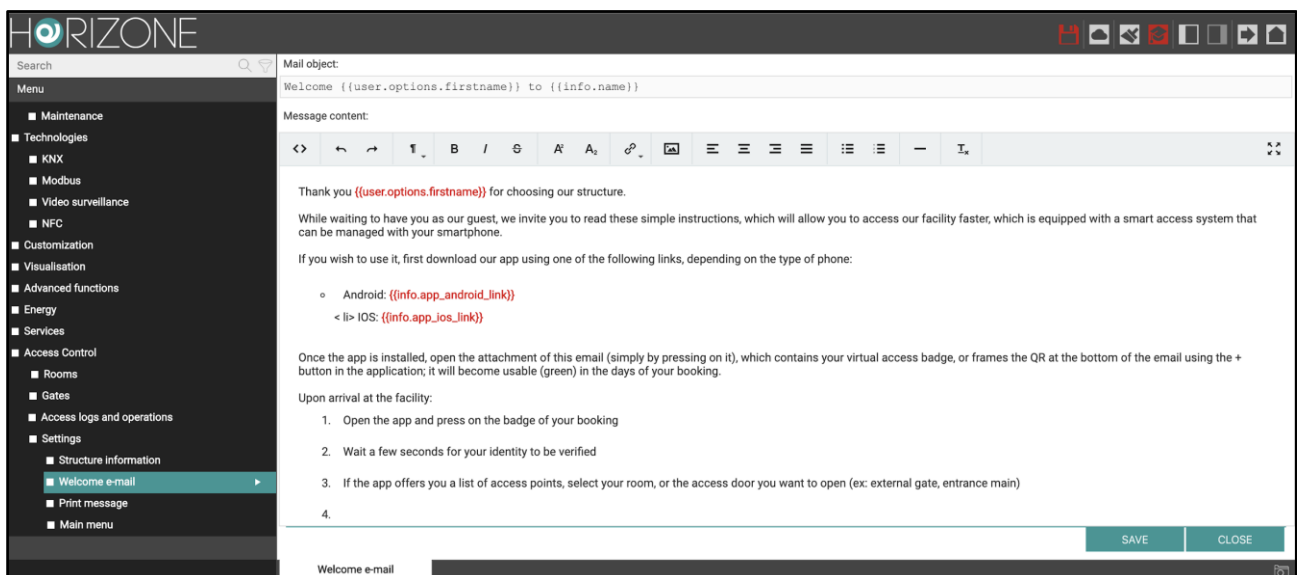 HORIZONE
Search
Menu
Maintenance
Technologies
KNX
Modbus
Video surveillance
NFC
Customization
Visualisation
Advanced functions
Energy
Services
Access Control
Rooms
Gates
Access logs and operations
Settings
Structure information
Welcome e-mail
Print message
Main menu
Mail object:
Welcome {{user.options.firstname}} to {{info.name}}
Message content:
<> ¶ B I S A² A₂ Tx
Thank you {{user.options.firstname}} for choosing our structure.
While waiting to have you as our guest, we invite you to read these simple instructions, which will allow you to access our facility faster, which is equipped with a smart access system that
can be managed with your smartphone.
If you wish to use it, first download our app using one of the following links, depending on the type of phone:
Android: {{info.app_android_link}}
< li> IOS: {{info.app_ios_link}}
Once the app is installed, open the attachment of this email (simply by pressing on it), which contains your virtual access badge, or frames the QR at the bottom of the email using the +
button in the application; it will become usable (green) in the days of your booking.
Upon arrival at the facility:
1. Open the app and press on the badge of your booking
2. Wait a few seconds for your identity to be verified
3. If the app offers you a list of access points, select your room, or the access door you want to open (ex: external gate, entrance main)
4.
SAVE CLOSE
Welcome e-mail